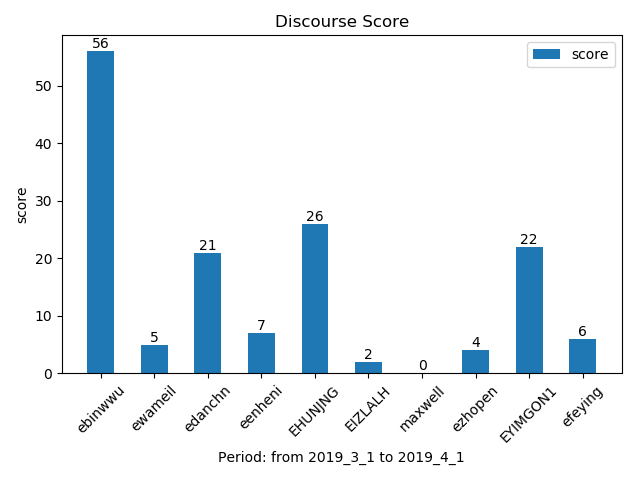 Discourse Score
score
56
5
21
7
26
2
0
4
22
6
score
50
40
30
20
10
0
ebinwwu
ewameil
edanchn
eenheni
EHUNJNG
EIZLALH
maxwell
ezhopen
EYIMGON1
efeying
Period: from 2019_3_1 to 2019_4_1